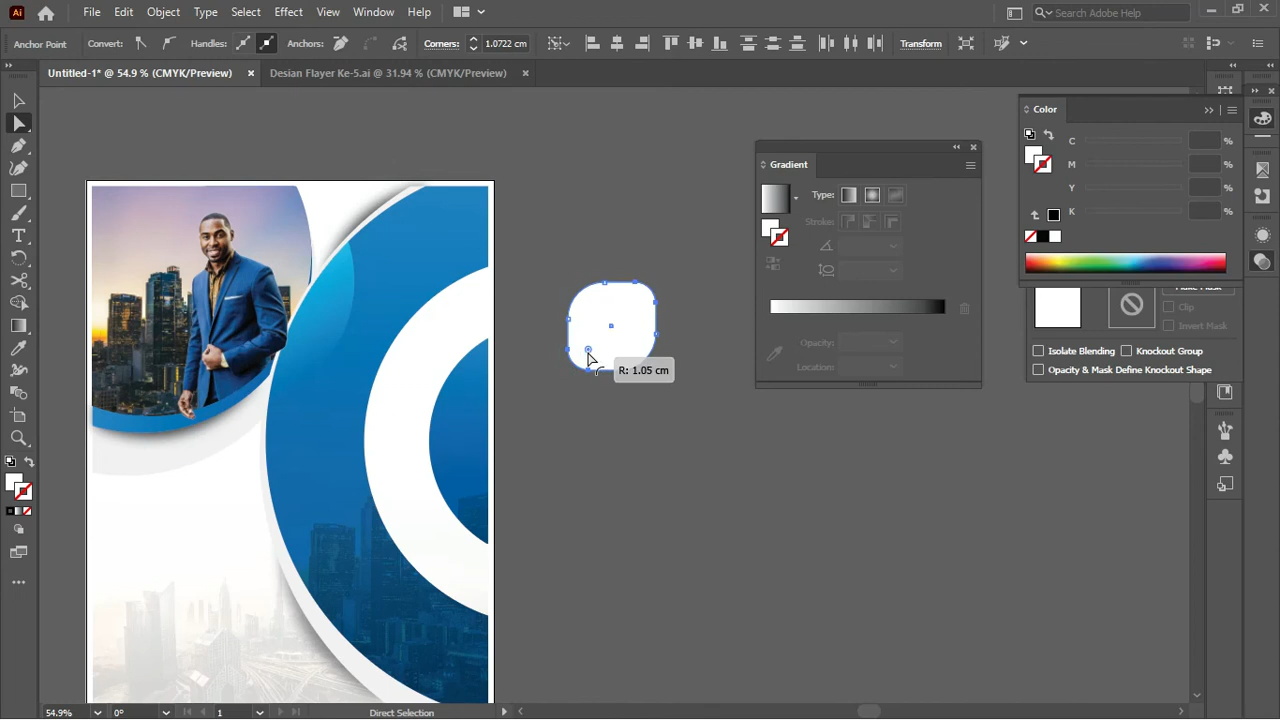 Ai File Edit Object Type Select Effect View Window Help Search Adobe Help
Anchor Point Convert: Handles: Anchors: Corners: 1.0722 cm Transform
Untitled-1* @ 54.9 % (CMYK/Preview) × Desian Flayer Ke-5.ai @ 31.94 % (CMYK/Preview) ×
Color
C %
M %
Y %
K %
Gradient
Type:
Stroke:
Opacity:
Location:
Clip
Invert Mask
Isolate Blending Knockout Group
Opacity & Mask Define Knockout Shape
R: 1.05 cm
54.9% 0° 1 Direct Selection